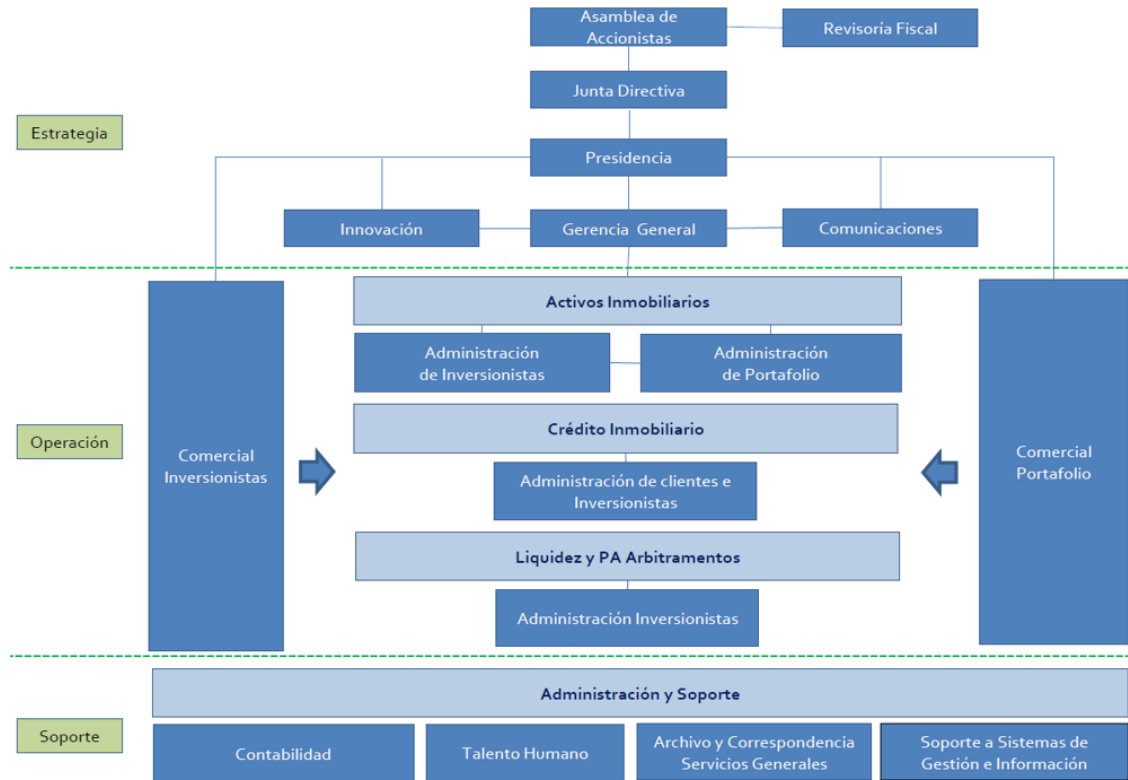 Asamblea de
Accionistas
Revisoría Fiscal
Junta Directiva
Estrategia
Presidencia
Innovación
Gerencia General
Comunicaciones
Activos Inmobiliarios
Administración
de Inversionistas
Administración
de Portafolio
Operación
Comercial
Inversionistas
Crédito Inmobiliario
Administración de clientes e
Inversionistas
Comercial
Portafolio
Liquidez y PA Arbitramentos
Administración Inversionistas
Administración y Soporte
Soporte
Contabilidad
Talento Humano
Archivo y Correspondencia
Servicios Generales
Soporte a Sistemas de
Gestión e Información